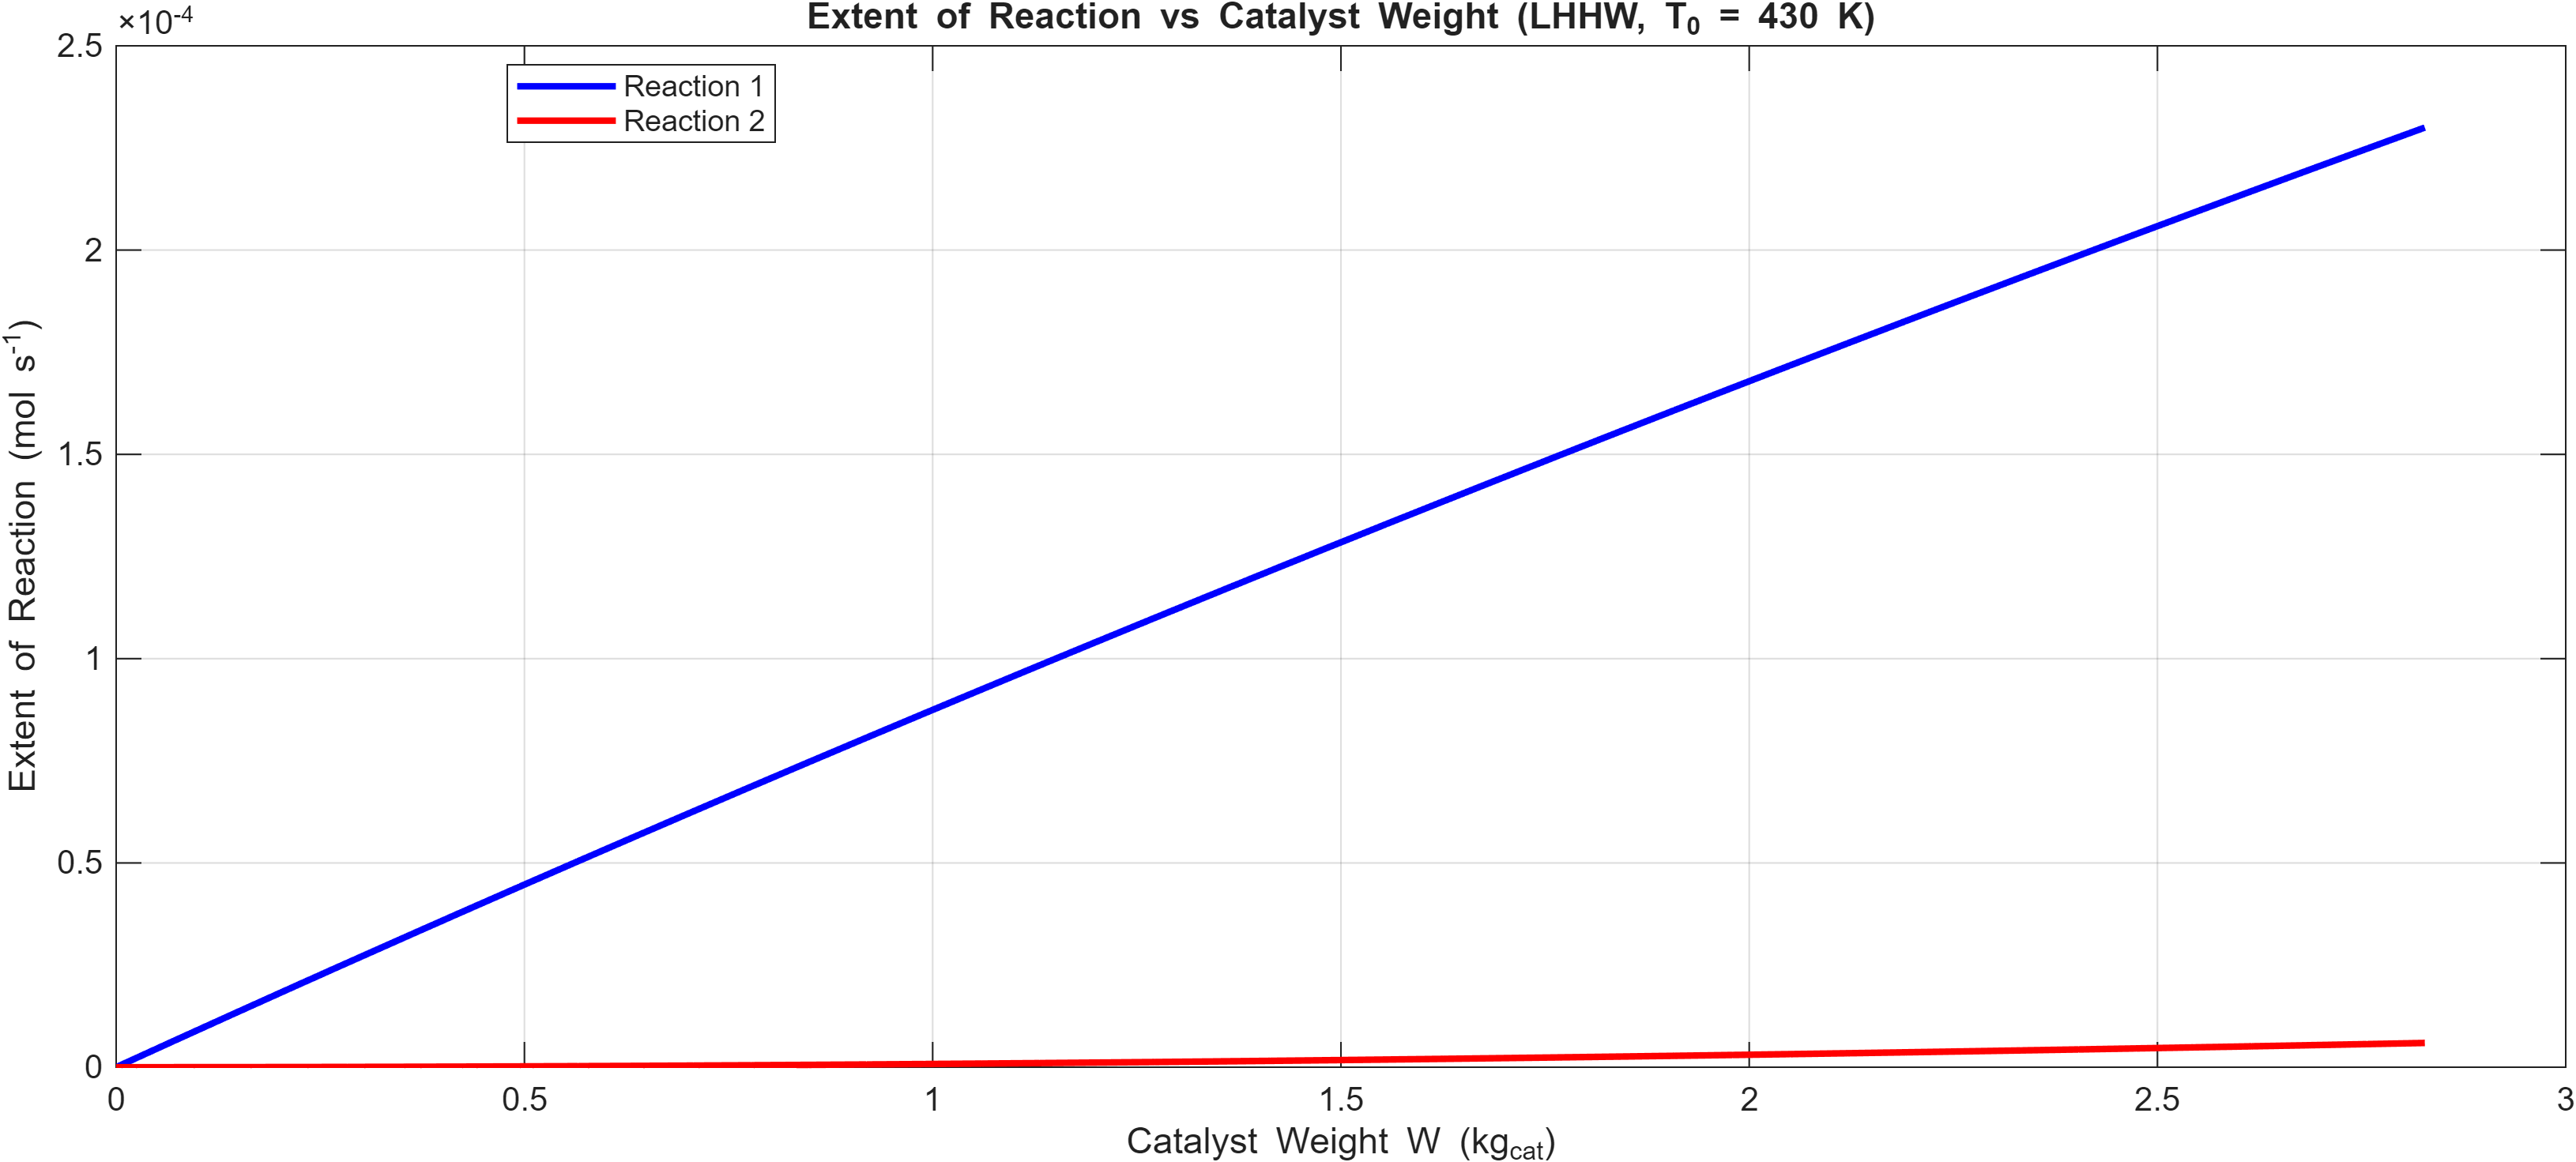 Extent of Reaction vs Catalyst Weight (LHHW, T₀ = 430 K)
×10⁻⁴
2.5
2
1.5
1
0.5
0
Extent of Reaction (mol s⁻¹)
Reaction 1
Reaction 2
0 0.5 1 1.5 2 2.5 3
Catalyst Weight W (kg_cat)